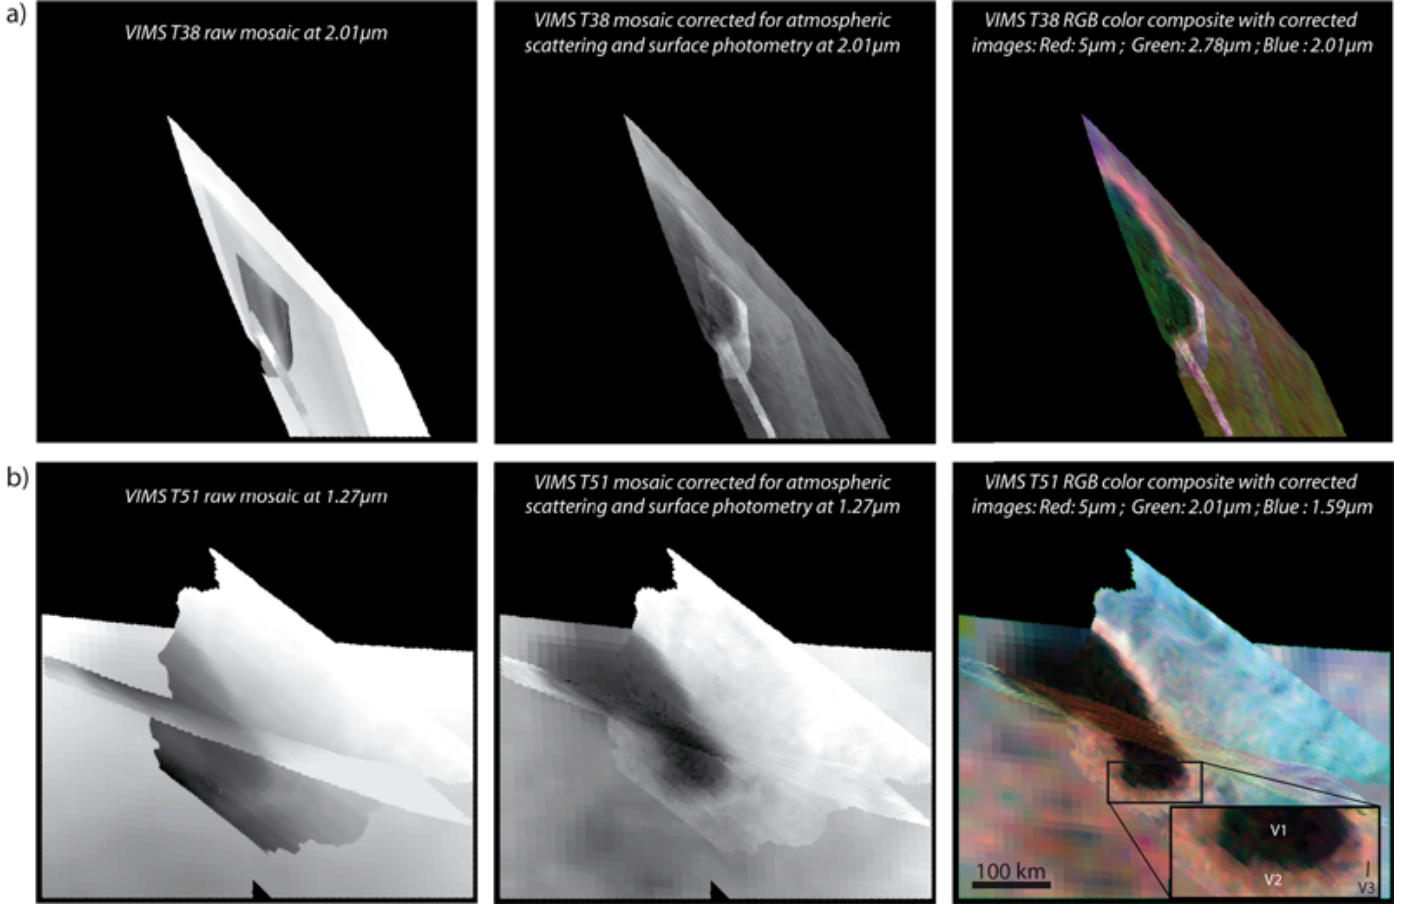 a)
VIMS T38 raw mosaic at 2.01µm
VIMS T38 mosaic corrected for atmospheric
scattering and surface photometry at 2.01µm
VIMS T38 RGB color composite with corrected
images: Red: 5µm ; Green: 2.78µm ; Blue : 2.01µm
b)
VIMS T51 raw mosaic at 1.27µm
VIMS T51 mosaic corrected for atmospheric
scattering and surface photometry at 1.27µm
VIMS T51 RGB color composite with corrected
images: Red: 5µm ; Green: 2.01µm ; Blue : 1.59µm
V1
V2
V3
100 km